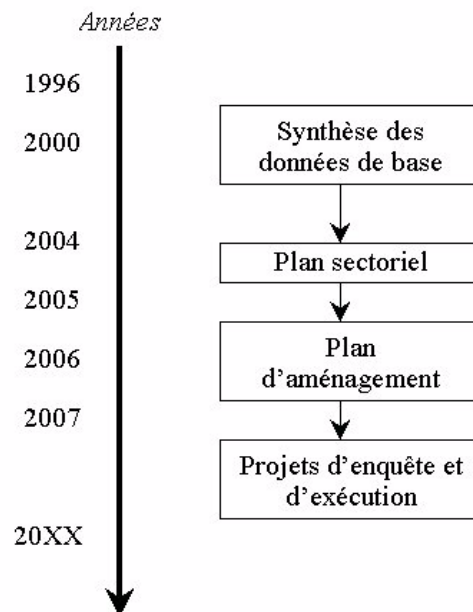 Années
1996
2000
Synthèse des
données de base
2004
Plan sectoriel
2005
2006
Plan
d'aménagement
2007
Projets d'enquête et
d'exécution
20XX